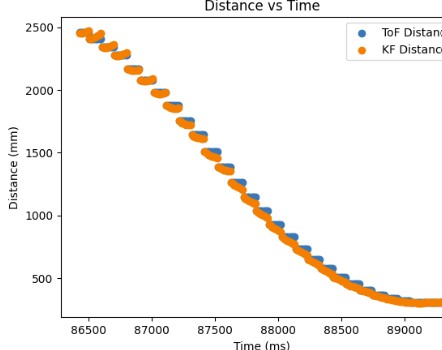 Distance vs Time
ToF Distanc
KF Distanc
2500
2000
1500
1000
500
Distance (mm)
86500 87000 87500 88000 88500 89000
Time (ms)